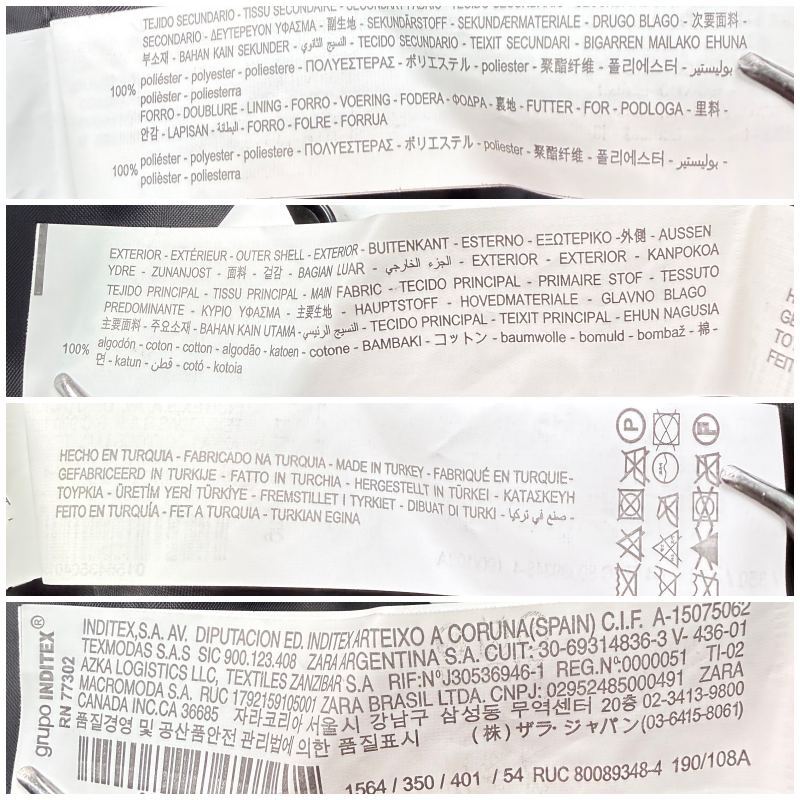 TEJIDO SECUNDARIO - TISSU SECONDAIRE - SECONDARY FABRIC - TECIDO SECUNDÁRIO
SECONDARIO - ΔΕΥΤΕΡΕΥΟΝ ΥΦΑΣΜΑ - 副生地 - SEKUNDÄRSTOFF - SEKUNDÆRMATERIALE - DRUGO BLAGO - 次要面料 -
부소재 - BAHAN KAIN SEKUNDER - النسيج الثانوي - TECIDO SECUNDARIO - TEIXIT SECUNDARI - BIGARREN MAILAKO EHUNA
100% poliéster - polyester - poliestere - ΠΟΛΥΕΣΤΕΡΑΣ - ポリエステル - poliester - 聚酯纤维 - 폴리에스터 - بوليستير -
polièster - poliesterra
FORRO - DOUBLURE - LINING - FORRO - VOERING - FODERA - ΦΟΔΡΑ - 裏地 - FUTTER - FOR - PODLOGA - 里料 -
안감 - LAPISAN - البطانة - FORRO - FOLRE - FORRUA
100% poliéster - polyester - poliestere - ΠΟΛΥΕΣΤΕΡΑΣ - ポリエステル - poliester - 聚酯纤维 - 폴리에스터 - بوليستير -
polièster - poliesterra
EXTERIOR - EXTÉRIEUR - OUTER SHELL - EXTERIOR - BUITENKANT - ESTERNO - ΕΞΩΤΕΡΙΚΟ - 外側 - AUSSEN
YDRE - ZUNANJOST - 面料 - 겉감 - BAGIAN LUAR - الجزء الخارجي - EXTERIOR - EXTERIOR - KANPOKOA
TEJIDO PRINCIPAL - TISSU PRINCIPAL - MAIN FABRIC - TECIDO PRINCIPAL - PRIMAIRE STOF - TESSUTO
PREDOMINANTE - ΚΥΡΙΟ ΥΦΑΣΜΑ - 主要生地 - HAUPTSTOFF - HOVEDMATERIALE - GLAVNO BLAGO
主要面料 - 주요소재 - BAHAN KAIN UTAMA - النسيج الرئيسي - TECIDO PRINCIPAL - TEIXIT PRINCIPAL - EHUN NAGUSIA
100% algodón - coton - cotton - algodão - katoen - cotone - ΒΑΜΒΑΚΙ - コットン - baumwolle - bomuld - bombaž - 棉 -
면 - katun - قطن - cotó - kotoia
HECHO EN TURQUIA - FABRICADO NA TURQUIA - MADE IN TURKEY - FABRIQUÉ EN TURQUIE-
GEFABRICEERD IN TURKIJE - FATTO IN TURCHIA - HERGESTELLT IN TÜRKEI - ΚΑΤΑΣΚΕΥΗ
ΤΟΥΡΚΙΑ - ÜRETİM YERİ TÜRKİYE - FREMSTILLET I TYRKIET - DIBUAT DI TURKI - صنع في تركيا -
FEITO EN TURQUÍA - FET A TURQUIA - TURKIAN EGINA
P
F
grupo INDITEX®
RN 77302
INDITEX,S.A. AV. DIPUTACION ED. INDITEX ARTEIXO A CORUÑA(SPAIN) C.I.F. A-15075062
TEXMODAS S.A.S SIC 900.123.408 ZARA ARGENTINA S.A. CUIT: 30-69314836-3 V- 436-01
AZKA LOGISTICS LLC, TEXTILES ZANZIBAR S.A RIF:NºJ30536946-1 REG.Nº:0000051 TI-02
MACROMODA S.A. RUC 1792159105001 ZARA BRASIL LTDA. CNPJ: 02952485000491 ZARA
CANADA INC.CA 36685 자라코리아 서울시 강남구 삼성동 무역센터 20층 02-3413-9800
품질경영 및 공산품안전 관리법에 의한 품질표시 (株)ザラ·ジャパン(03-6415-8061)
1564 / 350 / 401 / 54 RUC 80089348-4 190/108A